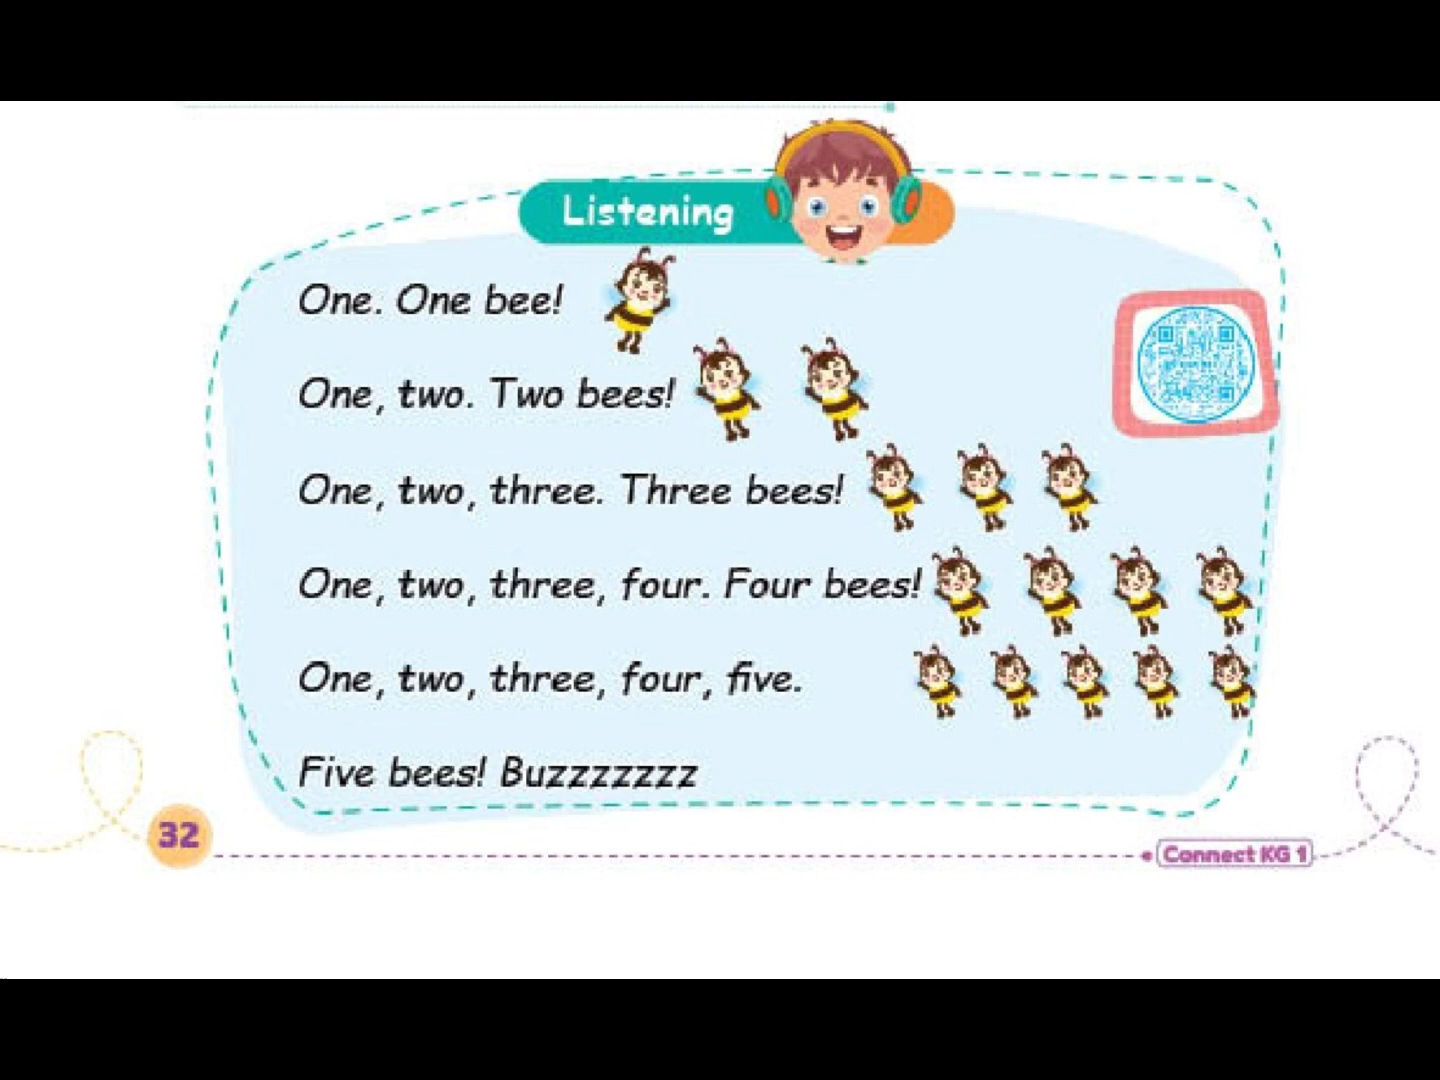 Listening
One. One bee!
One, two. Two bees!
One, two, three. Three bees!
One, two, three, four. Four bees!
One, two, three, four, five.
Five bees! Buzzzzzzz
32
Connect KG 1